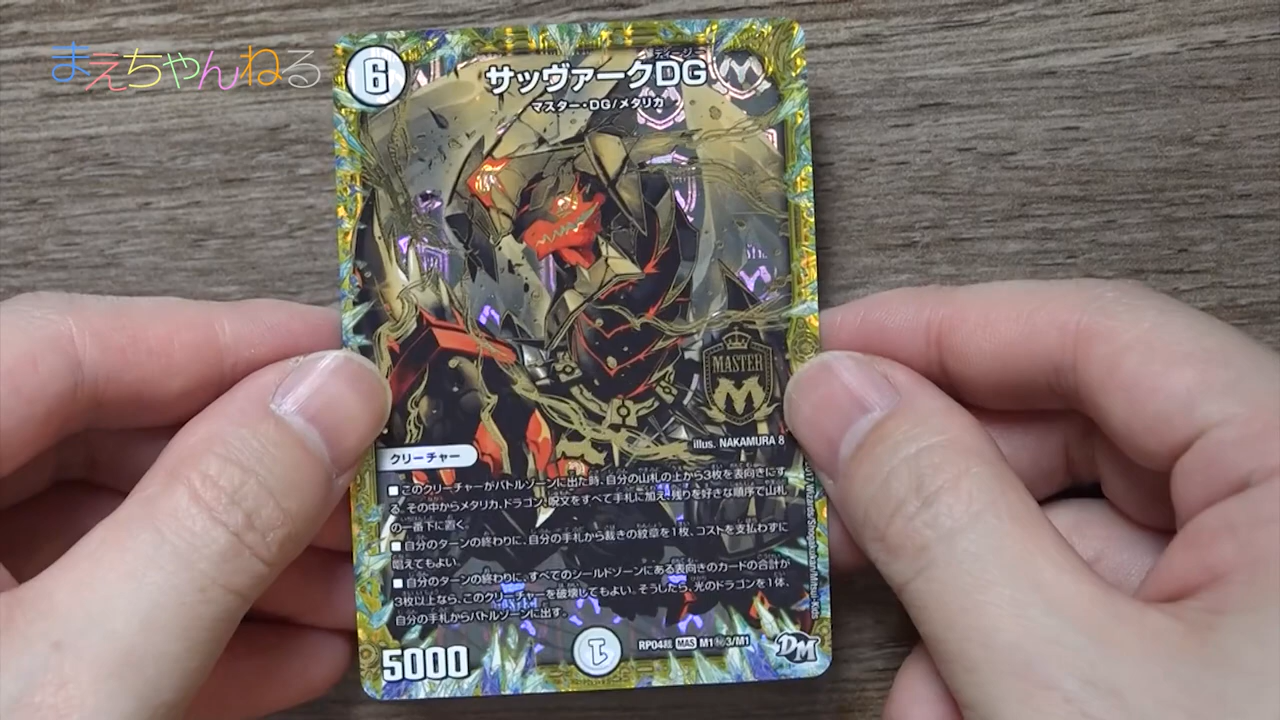 まえちゃんねる
6
ディージー
サッヴァークDG
マスター・DG/メタリカ
MASTER
M
illus. NAKAMURA 8
クリーチャー
■このクリーチャーがバトルゾーンに出た時、自分の山札の上から3枚を表向きにす
る。その中からメタリカ、ドラゴン、呪文をすべて手札に加え、残りを好きな順序で山札
の一番下に置く。
■自分のターンの終わりに、自分の手札から裁きの紋章を1枚、コストを支払わずに
唱えてもよい。
■自分のターンの終わりに、すべてのシールドゾーンにある表向きのカードの合計が
3枚以上なら、このクリーチャーを破壊してもよい。そうしたら、光のドラゴンを1体、
自分の手札からバトルゾーンに出す。
5000
1
RP04超 MAS M1㊙3/M1
DM